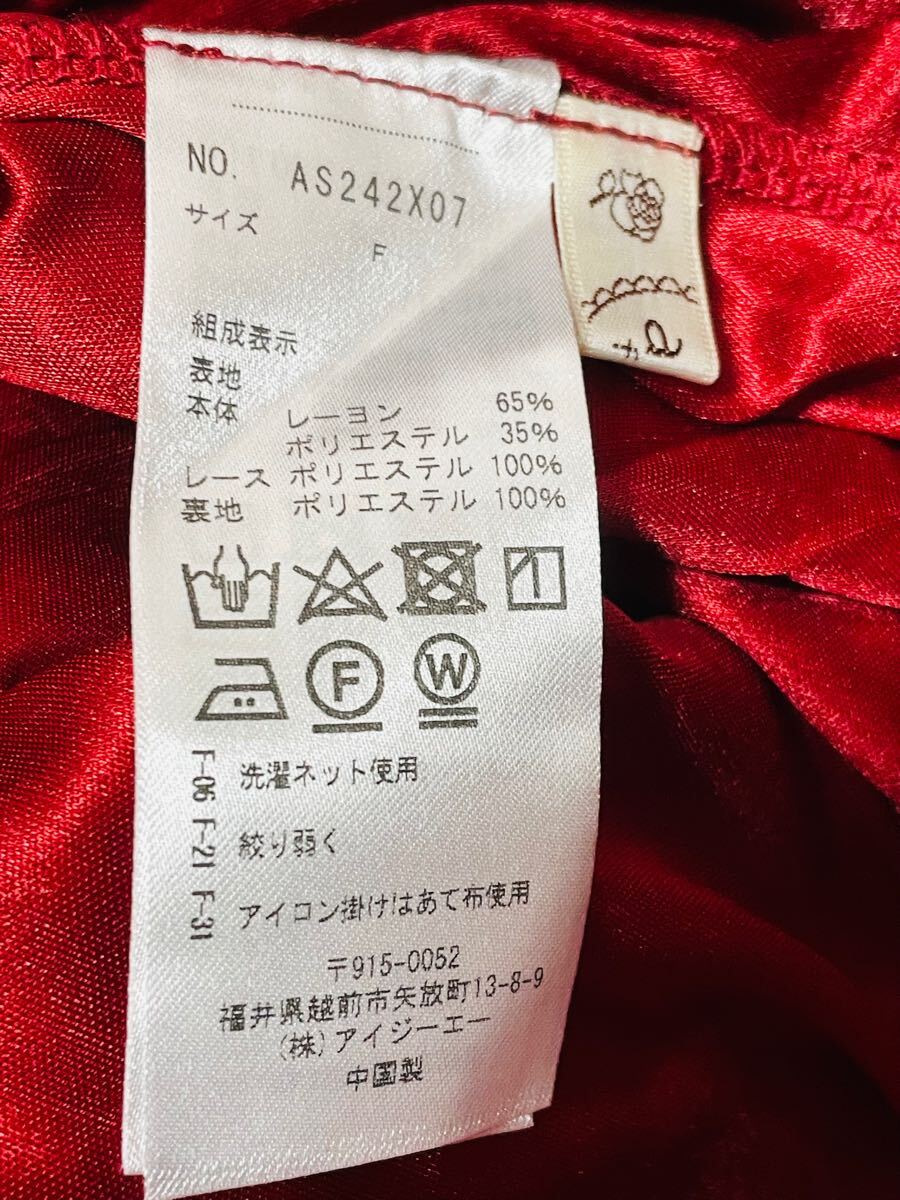 NO. AS242X07
サイズ
F
組成表示
表地
本体 レーヨン 65%
ポリエステル 35%
レース ポリエステル 100%
裏地 ポリエステル 100%
F W
F-06 洗濯ネット使用
F-21 絞り弱く
F-31 アイロン掛けはあて布使用
〒915-0052
福井県越前市矢放町13-8-9
(株)アイジーエー
中国製